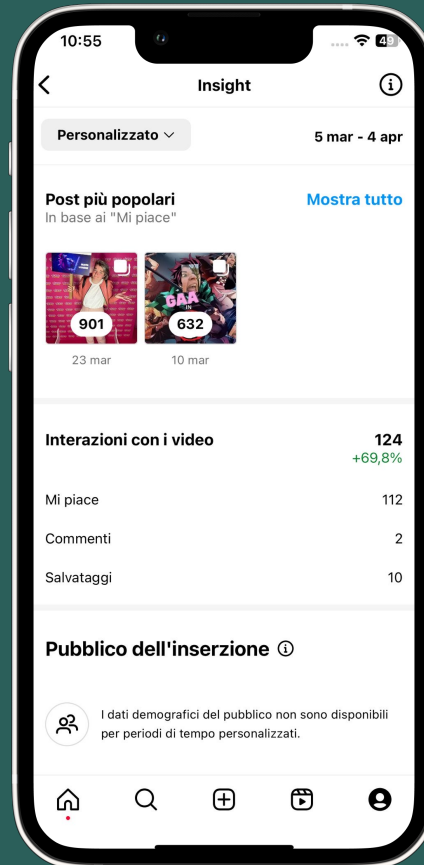 10:55
49
Insight
Personalizzato
5 mar - 4 apr
Post più popolari
Mostra tutto
In base ai "Mi piace"
GAA
IN
901
632
23 mar
10 mar
Interazioni con i video
124
+69,8%
Mi piace
112
Commenti
2
Salvataggi
10
Pubblico dell'inserzione
I dati demografici del pubblico non sono disponibili
per periodi di tempo personalizzati.